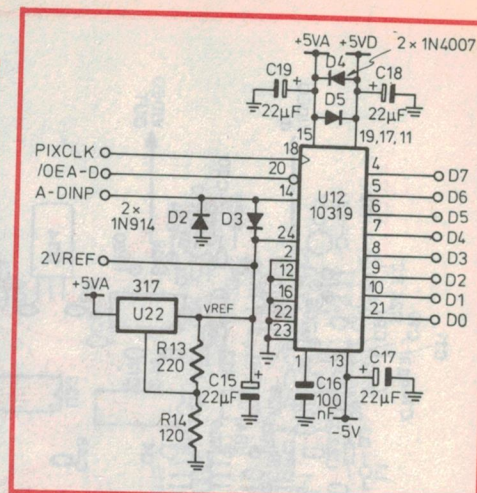 +5VA +5VD 2 x 1N4007
D4
C19 + + C18
D5
22µF 22µF
15 19,17,11
PIXCLK 18 4 D7
/OEA-D 20 5 D6
A-DINP 14 U12 6 D5
2x 10319 7 D4
1N914 D2 D3 24 8 D3
2 9 D2
2VREF 12 10 D1
+5VA 317 16 21 D0
U22 VREF 22
23
R13 1 13 + C17
220 C15 + C16
22µF 100 22µF
R14 nF
120 -5V